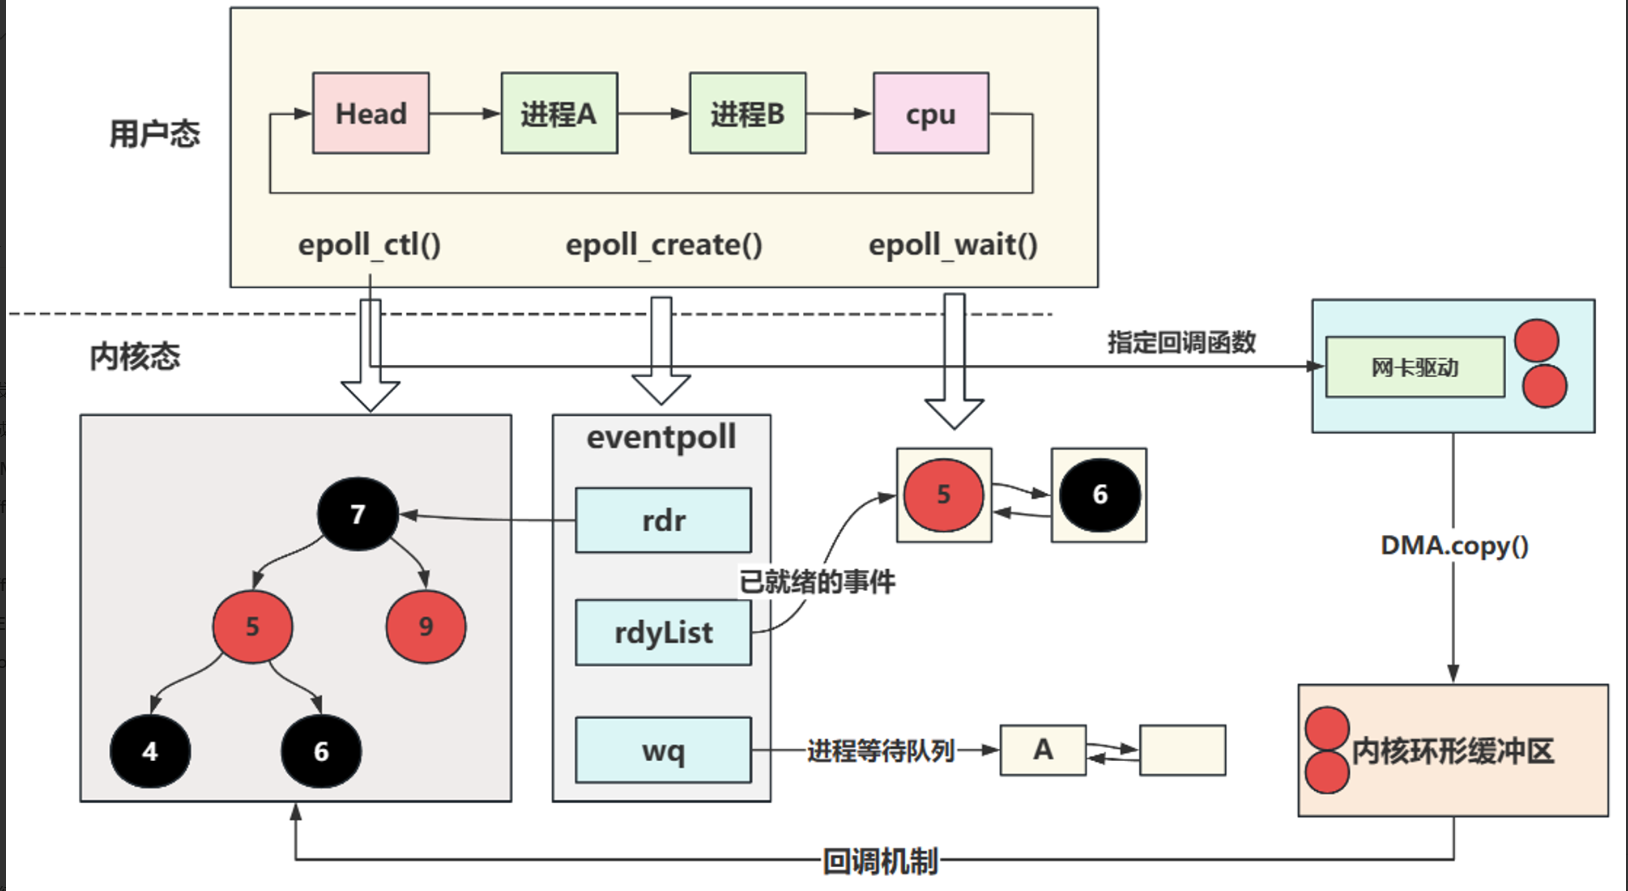 Head
进程A
进程B
cpu
用户态
epoll_ctl()
epoll_create()
epoll_wait()
内核态
指定回调函数
网卡驱动
eventpoll
rdr
rdyList
wq
7
5
9
4
6
已就绪的事件
5
6
进程等待队列
A
DMA.copy()
内核环形缓冲区
回调机制